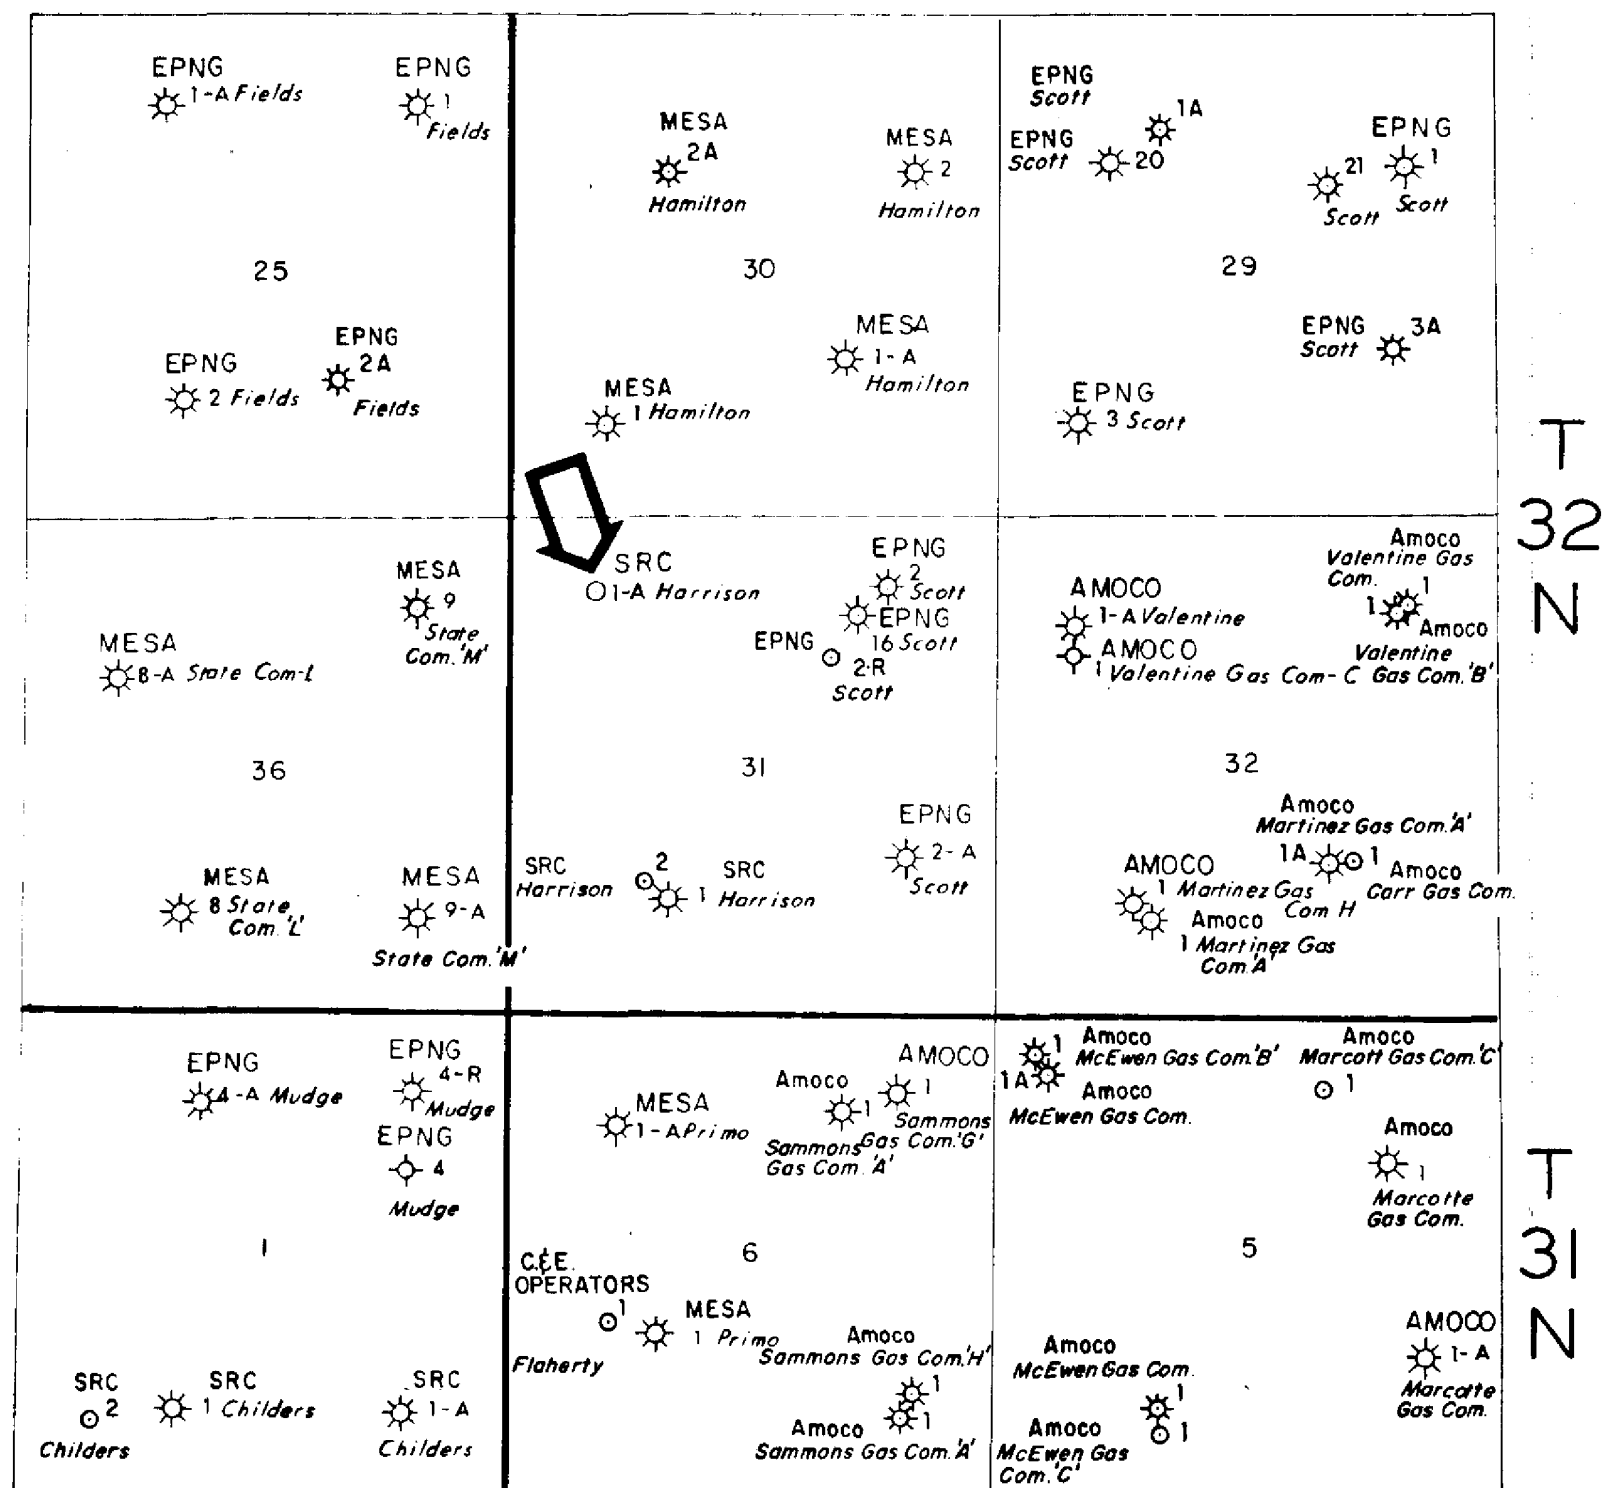 EPNG
1-A Fields
EPNG
1
Fields
25
EPNG
2 Fields
EPNG
2A
Fields
MESA
2A
Hamilton
MESA
2
Hamilton
30
MESA
1-A
Hamilton
MESA
1 Hamilton
EPNG
Scott
1A
EPNG
Scott
20
21
Scott
EPNG
1
Scott
29
EPNG
Scott
3A
EPNG
3 Scott
T
32
N
MESA
9
State
Com.'M'
MESA
8-A State Com-L
36
MESA
8 State
Com.'L'
MESA
9-A
State Com.'M'
SRC
1-A Harrison
EPNG
2
Scott
EPNG
16 Scott
EPNG
2-R
Scott
31
EPNG
2-A
Scott
SRC
Harrison
2
SRC
1 Harrison
Amoco
Valentine Gas
Com.
1
1
Amoco
Valentine
Gas Com.'B'
AMOCO
1-A Valentine
AMOCO
1 Valentine Gas Com-C
32
Amoco
Martinez Gas Com.'A'
1A
1
Amoco
Carr Gas Com.
AMOCO
1 Martinez Gas
Com H
Amoco
1 Martinez Gas
Com.'A'
EPNG
4-A Mudge
EPNG
4-R
Mudge
EPNG
4
Mudge
1
SRC
2
Childers
SRC
1 Childers
SRC
1-A
Childers
MESA
1-A Primo
Amoco
1
Sammons
Gas Com.'A'
AMOCO
1
Sammons
Gas Com.'G'
6
C.&E.
OPERATORS
1
Flaherty
MESA
1 Primo
Amoco
Sammons Gas Com.'H'
1
Amoco
1
Sammons Gas Com.'A'
1
Amoco
McEwen Gas Com.'B'
1A
Amoco
McEwen Gas Com.
Amoco
Marcott Gas Com.'C'
1
Amoco
1
Marcotte
Gas Com.
5
Amoco
McEwen Gas Com.
1
Amoco
1
McEwen Gas
Com.'C'
AMOCO
1-A
Marcotte
Gas Com.
T
31
N